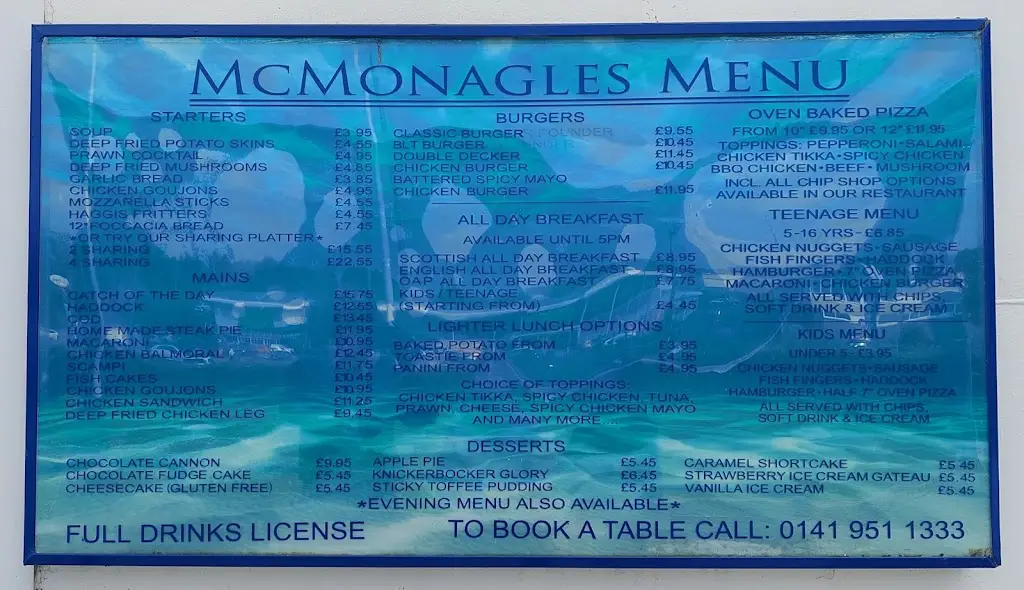 McMonagles Menu
STARTERS
SOUP £3.95
DEEP FRIED POTATO SKINS £4.55
PRAWN COCKTAIL £4.95
DEEP FRIED MUSHROOMS £4.85
GARLIC BREAD £3.85
CHICKEN GOUJONS £4.95
MOZZARELLA STICKS £4.55
HAGGIS FRITTERS £4.55
12" FOCCACIA BREAD £7.45
*OR TRY OUR SHARING PLATTER*
2 SHARING £15.55
4 SHARING £22.55
MAINS
CATCH OF THE DAY £15.75
HADDOCK £12.55
COD £13.45
HOME MADE STEAK PIE £11.95
MACARONI £10.95
CHICKEN BALMORAL £12.45
SCAMPI £11.75
FISH CAKES £10.45
CHICKEN GOUJONS £10.95
CHICKEN SANDWICH £11.25
DEEP FRIED CHICKEN LEG £9.45
BURGERS
CLASSIC BURGER £9.55
BLT BURGER £10.45
DOUBLE DECKER £11.45
CHICKEN BURGER £10.45
BATTERED SPICY MAYO
CHICKEN BURGER £11.95
ALL DAY BREAKFAST
AVAILABLE UNTIL 5PM
SCOTTISH ALL DAY BREAKFAST £8.95
ENGLISH ALL DAY BREAKFAST £8.95
OAP ALL DAY BREAKFAST £7.75
KIDS / TEENAGE
(STARTING FROM) £4.45
LIGHTER LUNCH OPTIONS
BAKED POTATO FROM £3.95
TOASTIE FROM £4.95
PANINI FROM £4.95
CHOICE OF TOPPINGS:
CHICKEN TIKKA, SPICY CHICKEN, TUNA,
PRAWN, CHEESE, SPICY CHICKEN MAYO
AND MANY MORE....
OVEN BAKED PIZZA
FROM 10" £9.95 OR 12" £11.95
TOPPINGS: PEPPERONI•SALAMI
CHICKEN TIKKA•SPICY CHICKEN
BBQ CHICKEN•BEEF•MUSHROOM
INCL. ALL CHIP SHOP OPTIONS
AVAILABLE IN OUR RESTAURANT
TEENAGE MENU
5-16 YRS- £6.85
CHICKEN NUGGETS•SAUSAGE
FISH FINGERS•HADDOCK
HAMBURGER•7" OVEN PIZZA
MACARONI•CHICKEN BURGER
ALL SERVED WITH CHIPS,
SOFT DRINK & ICE CREAM
KIDS MENU
UNDER 5- £3.95
CHICKEN NUGGETS•SAUSAGE
FISH FINGERS•HADDOCK
HAMBURGER•HALF 7" OVEN PIZZA
ALL SERVED WITH CHIPS,
SOFT DRINK & ICE CREAM
DESSERTS
CHOCOLATE CANNON £9.95
CHOCOLATE FUDGE CAKE £5.45
CHEESECAKE (GLUTEN FREE) £5.45
APPLE PIE £5.45
KNICKERBOCKER GLORY £6.45
STICKY TOFFEE PUDDING £5.45
CARAMEL SHORTCAKE £5.45
STRAWBERRY ICE CREAM GATEAU £5.45
VANILLA ICE CREAM £5.45
*EVENING MENU ALSO AVAILABLE*
FULL DRINKS LICENSE
TO BOOK A TABLE CALL: 0141 951 1333